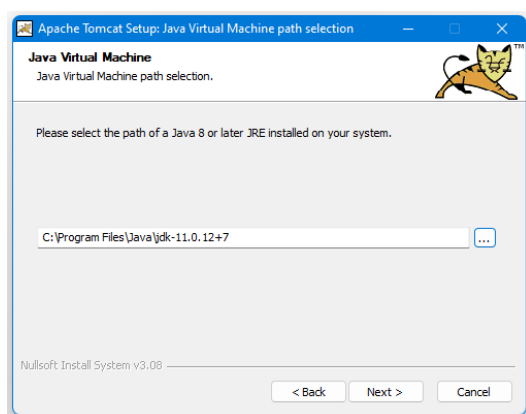 Apache Tomcat Setup: Java Virtual Machine path selection
Java Virtual Machine
Java Virtual Machine path selection.
TM
Please select the path of a Java 8 or later JRE installed on your system.
C:\Program Files\Java\jdk-11.0.12+7
...
Nullsoft Install System v3.08
< Back
Next >
Cancel